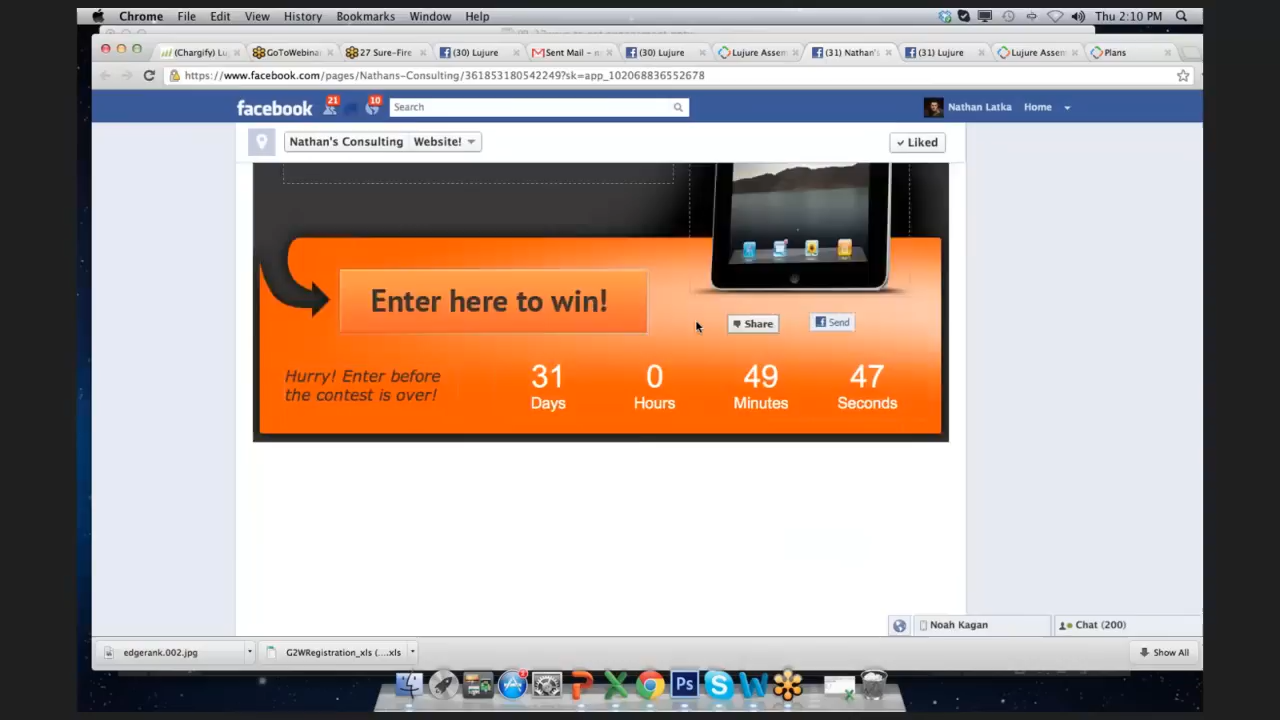 Chrome File Edit View History Bookmarks Window Help Thu 2:10 PM
(Chargify) Lu GoToWebina 27 Sure-Fire (30) Lujure Sent Mail - (30) Lujure Lujure Assem (31) Nathan's (31) Lujure Lujure Assem Plans
https://www.facebook.com/pages/Nathans-Consulting/361853180542249?sk=app_102068836552678
facebook 21 10 Search Nathan Latka Home
Nathan's Consulting Website! Liked
Enter here to win!
Share Send
Hurry! Enter before
the contest is over!
31 0 49 47
Days Hours Minutes Seconds
Noah Kagan Chat (200)
edgerank.002.jpg G2WRegistration_xls (....xls Show All
Ps